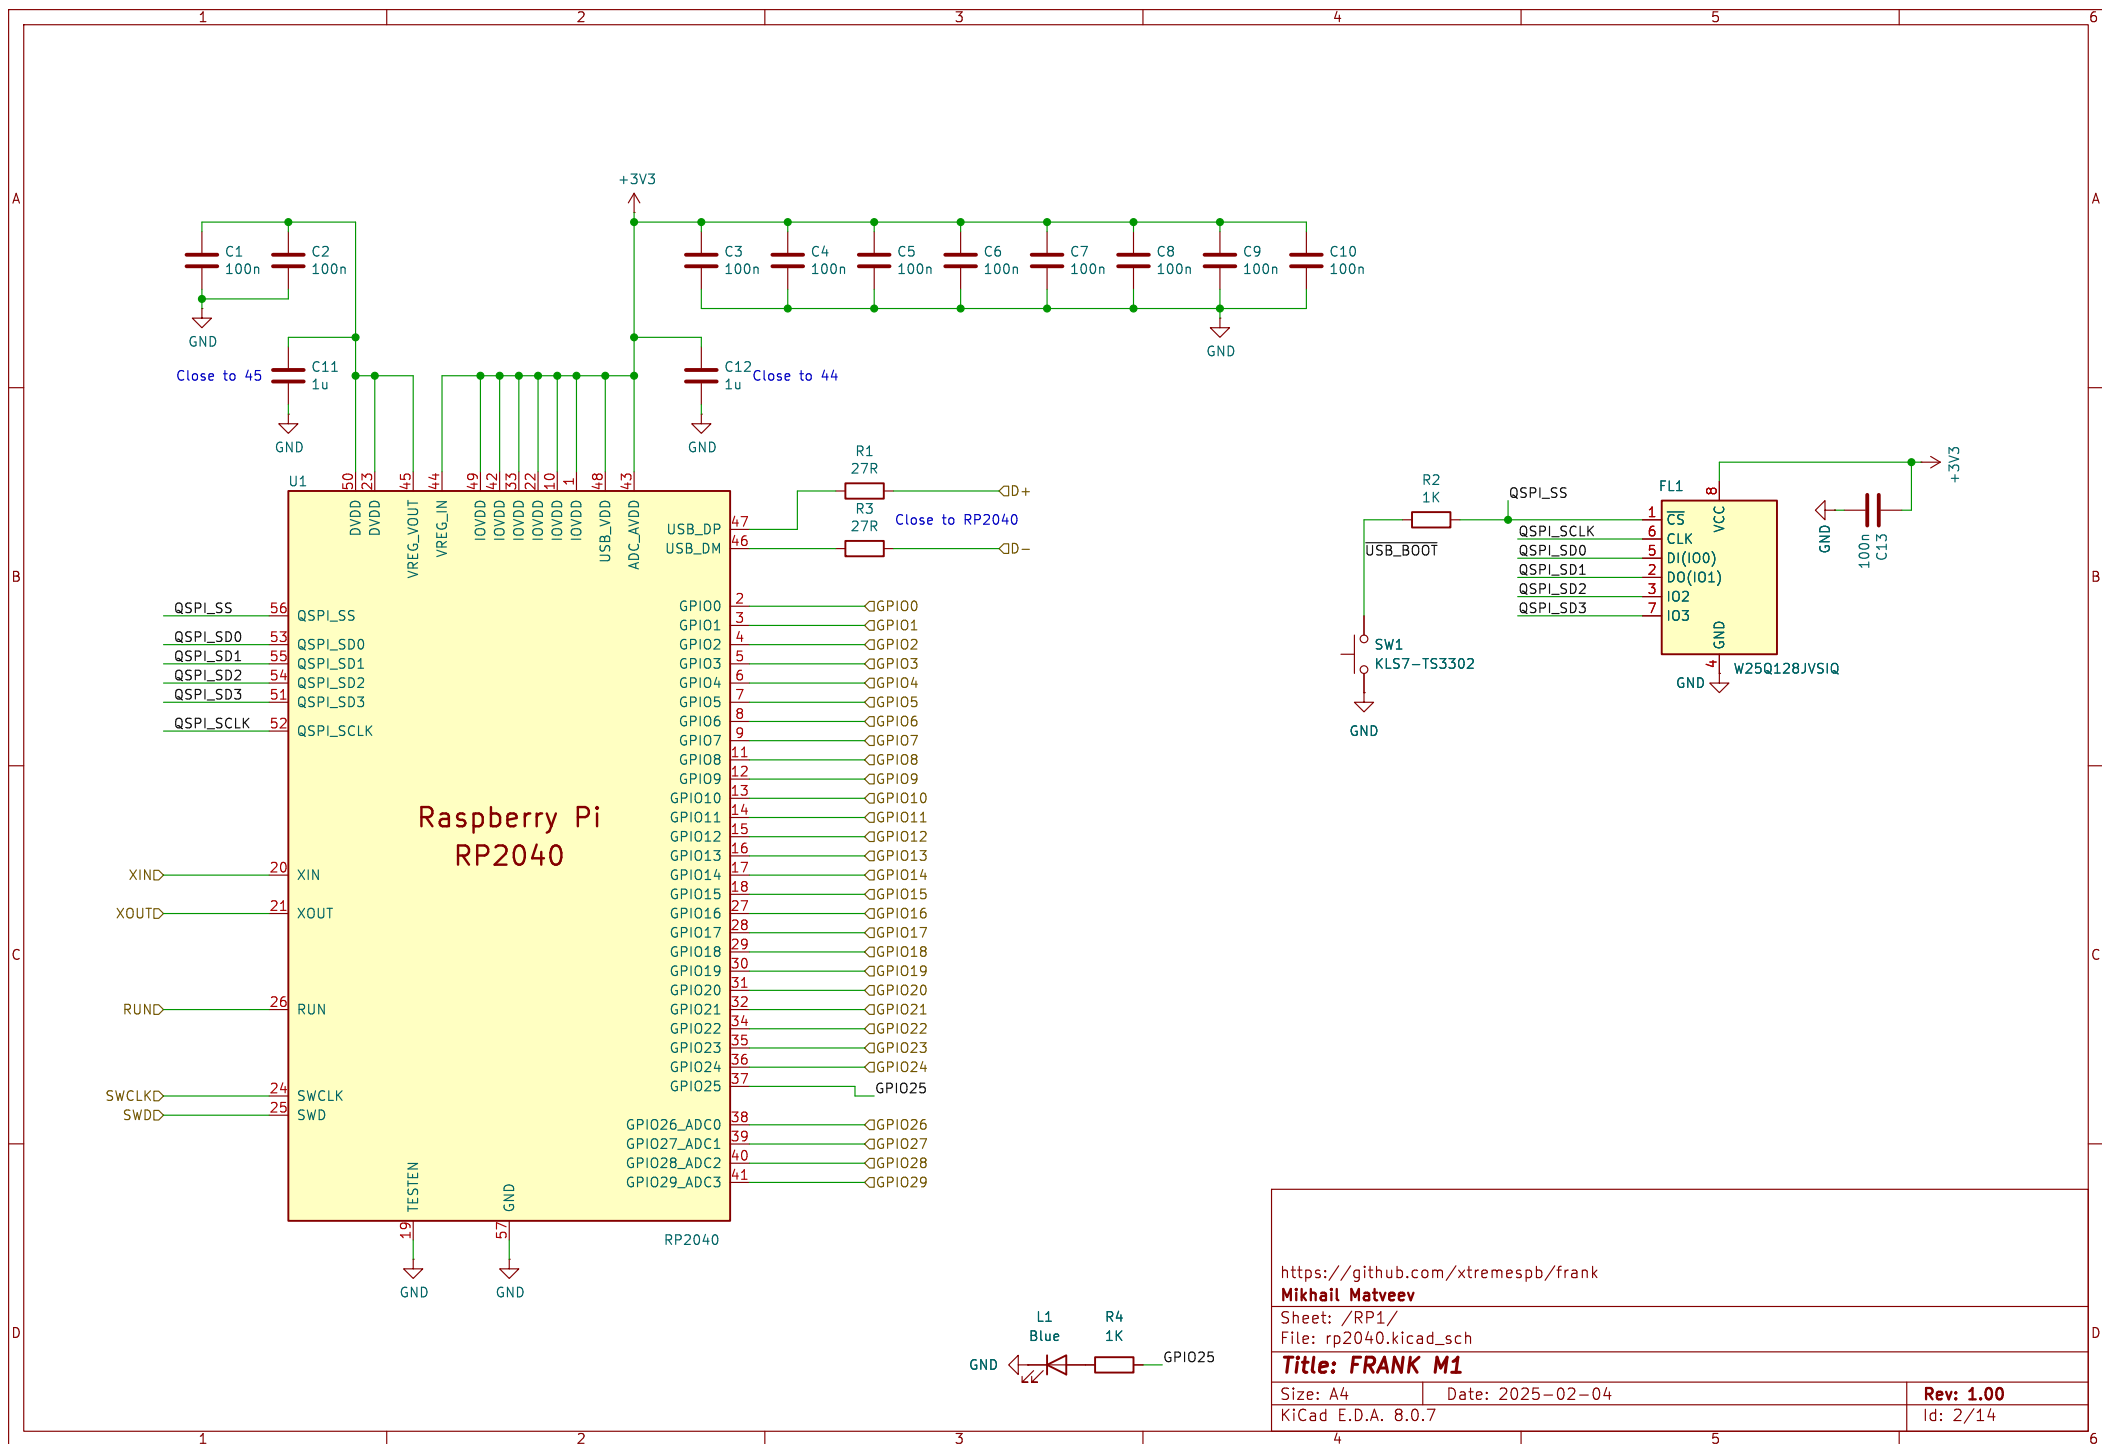 1 2 3 4 5 6
A
A
+3V3
C1
100n
C2
100n
C3
100n
C4
100n
C5
100n
C6
100n
C7
100n
C8
100n
C9
100n
C10
100n
GND
GND
Close to 45
C11
1u
C12
1u
Close to 44
GND
GND
U1
50
23
45
44
49
42
33
22
10
1
48
43
DVDD
DVDD
VREG_VOUT
VREG_IN
IOVDD
IOVDD
IOVDD
IOVDD
IOVDD
IOVDD
USB_VDD
ADC_AVDD
R1
27R
D+
R3
27R
Close to RP2040
D-
USB_DP 47
USB_DM 46
B
B
R2
1K
QSPI_SS
USB_BOOT
SW1
KLS7-TS3302
GND
FL1
1 CS
6 CLK
5 DI(IO0)
2 DO(IO1)
3 IO2
7 IO3
8
VCC
GND
4
QSPI_SCLK
QSPI_SD0
QSPI_SD1
QSPI_SD2
QSPI_SD3
W25Q128JVSIQ
GND
+3V3
GND
100n
C13
QSPI_SS 56 QSPI_SS
QSPI_SD0 53 QSPI_SD0
QSPI_SD1 55 QSPI_SD1
QSPI_SD2 54 QSPI_SD2
QSPI_SD3 51 QSPI_SD3
QSPI_SCLK 52 QSPI_SCLK
Raspberry Pi
RP2040
XIN 20 XIN
XOUT 21 XOUT
RUN 26 RUN
SWCLK 24 SWCLK
SWD 25 SWD
GPIO0 2 GPIO0
GPIO1 3 GPIO1
GPIO2 4 GPIO2
GPIO3 5 GPIO3
GPIO4 6 GPIO4
GPIO5 7 GPIO5
GPIO6 8 GPIO6
GPIO7 9 GPIO7
GPIO8 11 GPIO8
GPIO9 12 GPIO9
GPIO10 13 GPIO10
GPIO11 14 GPIO11
GPIO12 15 GPIO12
GPIO13 16 GPIO13
GPIO14 17 GPIO14
GPIO15 18 GPIO15
GPIO16 27 GPIO16
GPIO17 28 GPIO17
GPIO18 29 GPIO18
GPIO19 30 GPIO19
GPIO20 31 GPIO20
GPIO21 32 GPIO21
GPIO22 34 GPIO22
GPIO23 35 GPIO23
GPIO24 36 GPIO24
GPIO25 37 GPIO25
GPIO26_ADC0 38 GPIO26
GPIO27_ADC1 39 GPIO27
GPIO28_ADC2 40 GPIO28
GPIO29_ADC3 41 GPIO29
C
C
TESTEN
19
GND
GND
57
GND
RP2040
L1
Blue
R4
1K
GND
GPIO25
D
D
https://github.com/xtremespb/frank
Mikhail Matveev
Sheet: /RP1/
File: rp2040.kicad_sch
Title: FRANK M1
Size: A4 Date: 2025-02-04 Rev: 1.00
KiCad E.D.A. 8.0.7 Id: 2/14
1 2 3 4 5 6